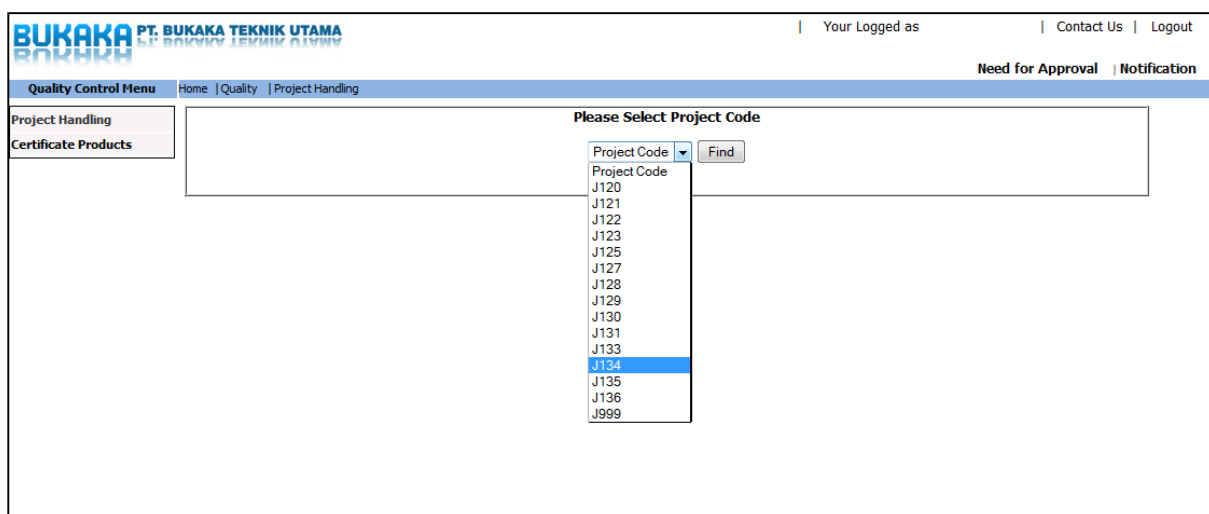 BUKAKA PT. BUKAKA TEKNIK UTAMA
| Your Logged as | Contact Us | Logout
Need for Approval | Notification
Quality Control Menu Home | Quality | Project Handling
Project Handling
Certificate Products
Please Select Project Code
Project Code Find
Project Code
J120
J121
J122
J123
J125
J127
J128
J129
J130
J131
J133
J134
J135
J136
J999